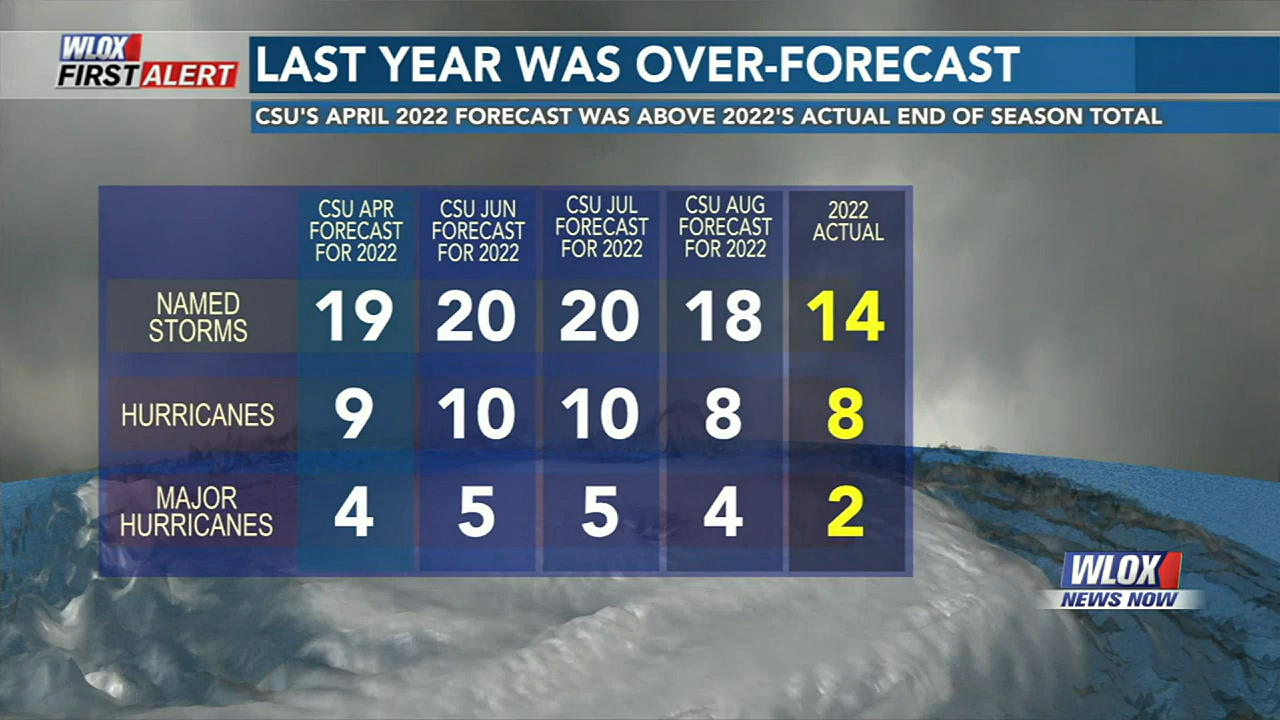 WLOX
FIRST ALERT
LAST YEAR WAS OVER-FORECAST
CSU'S APRIL 2022 FORECAST WAS ABOVE 2022'S ACTUAL END OF SEASON TOTAL
CSU APR
FORECAST
FOR 2022
CSU JUN
FORECAST
FOR 2022
CSU JUL
FORECAST
FOR 2022
CSU AUG
FORECAST
FOR 2022
2022
ACTUAL
NAMED
STORMS
19 20 20 18 14
HURRICANES
9 10 10 8 8
MAJOR
HURRICANES
4 5 5 4 2
WLOX
NEWS NOW